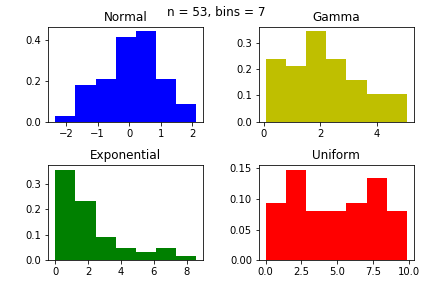 n = 53, bins = 7
Normal
Gamma
0.4
0.2
0.0
−2 −1 0 1 2
0.3
0.2
0.1
0.0
0 2 4
Exponential
Uniform
0.3
0.2
0.1
0.0
0 2 4 6 8
0.15
0.10
0.05
0.00
0.0 2.5 5.0 7.5 10.0